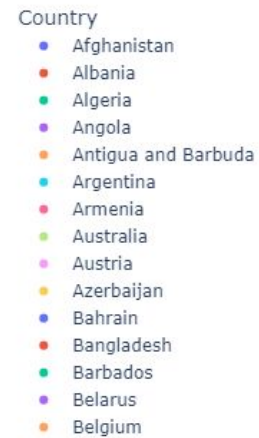 Country
Afghanistan
Albania
Algeria
Angola
Antigua and Barbuda
Argentina
Armenia
Australia
Austria
Azerbaijan
Bahrain
Bangladesh
Barbados
Belarus
Belgium